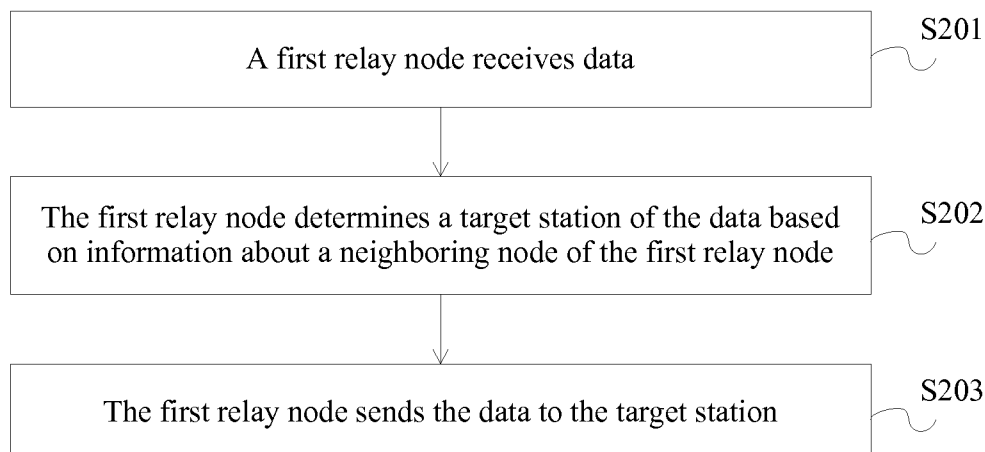 S201
A first relay node receives data
S202
The first relay node determines a target station of the data based
on information about a neighboring node of the first relay node
S203
The first relay node sends the data to the target station